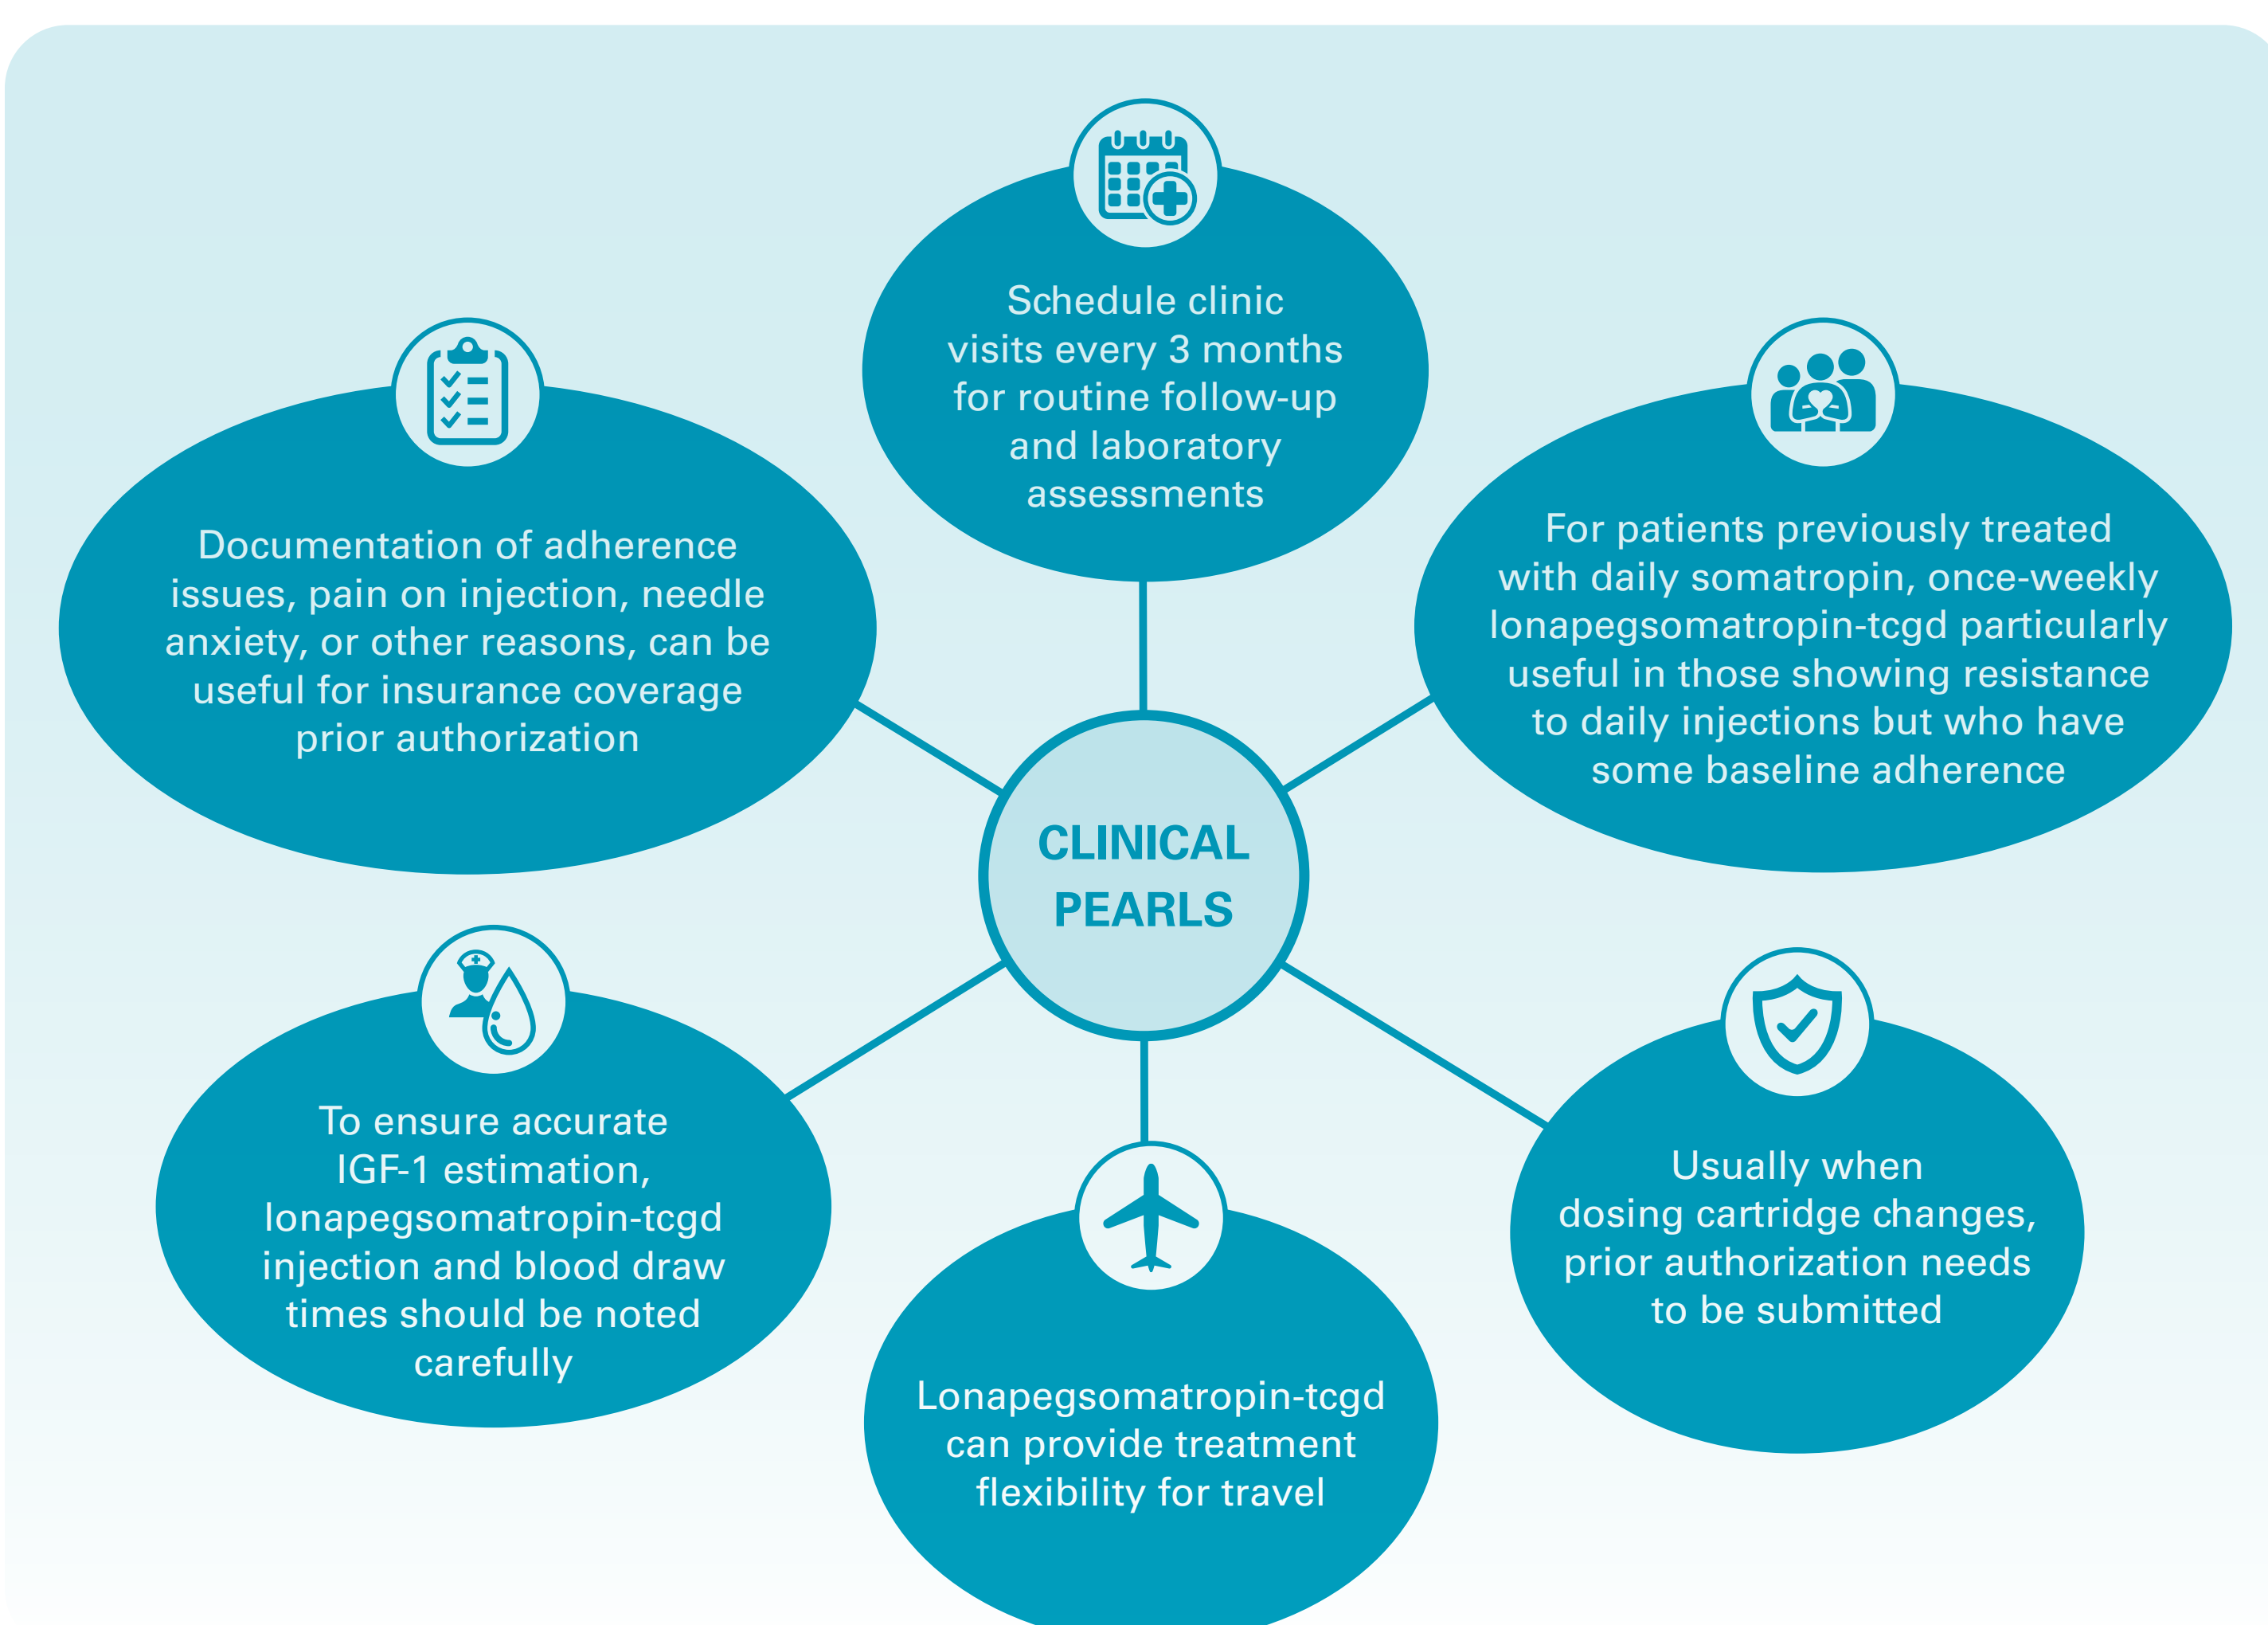 Schedule clinic
visits every 3 months
for routine follow-up
and laboratory
assessments
Documentation of adherence
issues, pain on injection, needle
anxiety, or other reasons, can be
useful for insurance coverage
prior authorization
For patients previously treated
with daily somatropin, once-weekly
lonapegsomatropin-tcgd particularly
useful in those showing resistance
to daily injections but who have
some baseline adherence
CLINICAL
PEARLS
To ensure accurate
IGF-1 estimation,
lonapegsomatropin-tcgd
injection and blood draw
times should be noted
carefully
Usually when
dosing cartridge changes,
prior authorization needs
to be submitted
Lonapegsomatropin-tcgd
can provide treatment
flexibility for travel